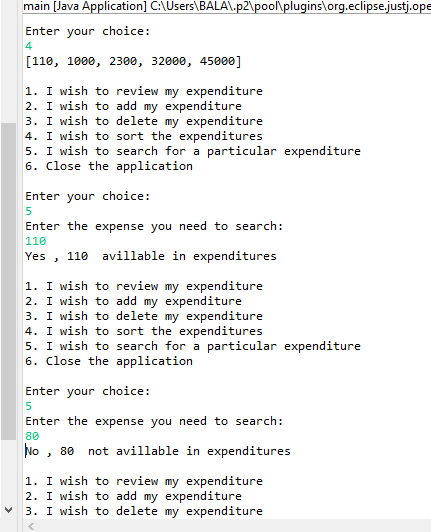 main [Java Application] C:\Users\BALA\.p2\pool\plugins\org.eclipse.justj.ope
Enter your choice:
4
[110, 1000, 2300, 32000, 45000]
1. I wish to review my expenditure
2. I wish to add my expenditure
3. I wish to delete my expenditure
4. I wish to sort the expenditures
5. I wish to search for a particular expenditure
6. Close the application
Enter your choice:
5
Enter the expense you need to search:
110
Yes , 110  avillable in expenditures
1. I wish to review my expenditure
2. I wish to add my expenditure
3. I wish to delete my expenditure
4. I wish to sort the expenditures
5. I wish to search for a particular expenditure
6. Close the application
Enter your choice:
5
Enter the expense you need to search:
80
No , 80  not avillable in expenditures
1. I wish to review my expenditure
2. I wish to add my expenditure
3. I wish to delete my expenditure